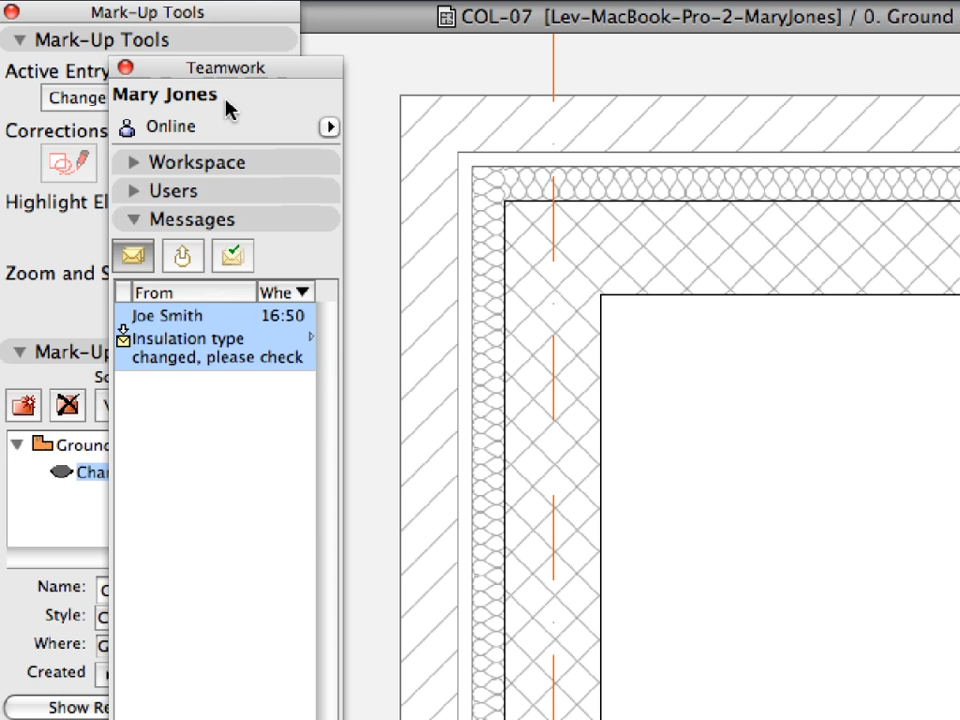 Mark-Up Tools
COL-07 [Lev-MacBook-Pro-2-MaryJones] / 0. Ground
Mark-Up Tools
Active Entry
Change
Corrections
Highlight El
Zoom and S
Mark-Up
Ground
Char
Name:
Style:
Where:
Created
Show Re
Teamwork
Mary Jones
Online
Workspace
Users
Messages
From
Whe
Joe Smith 16:50
Insulation type
changed, please check